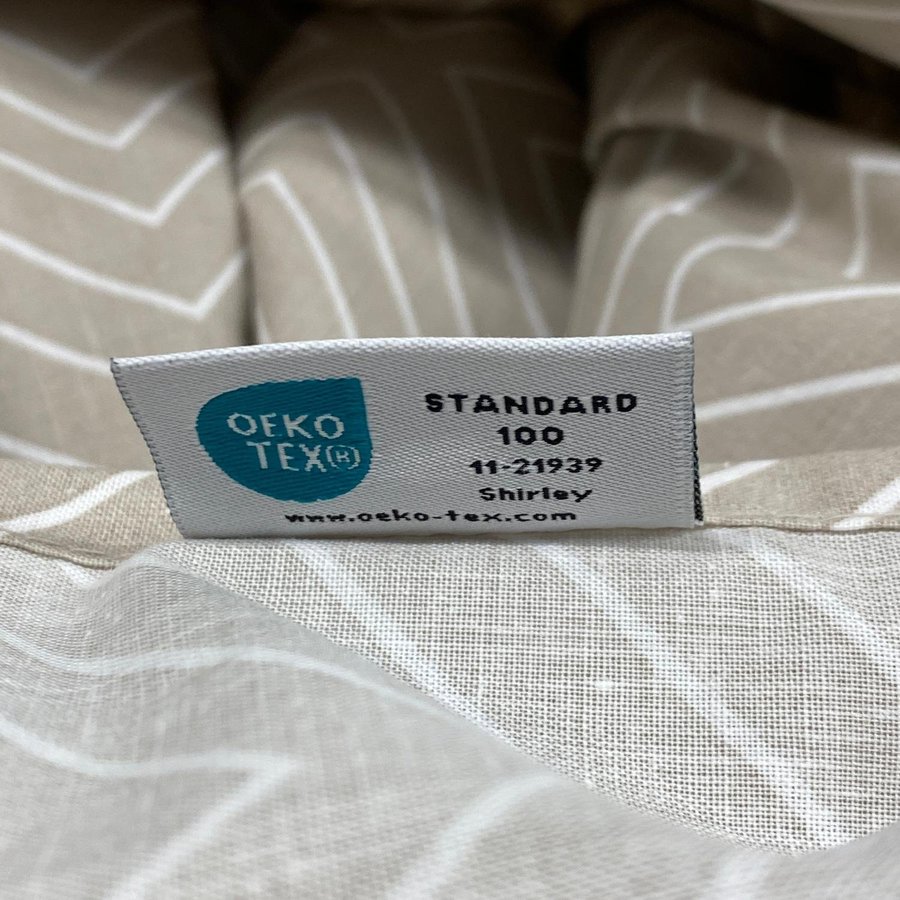 OEKO
TEX®
STANDARD
100
11-21939
Shirley
www.oeko-tex.com